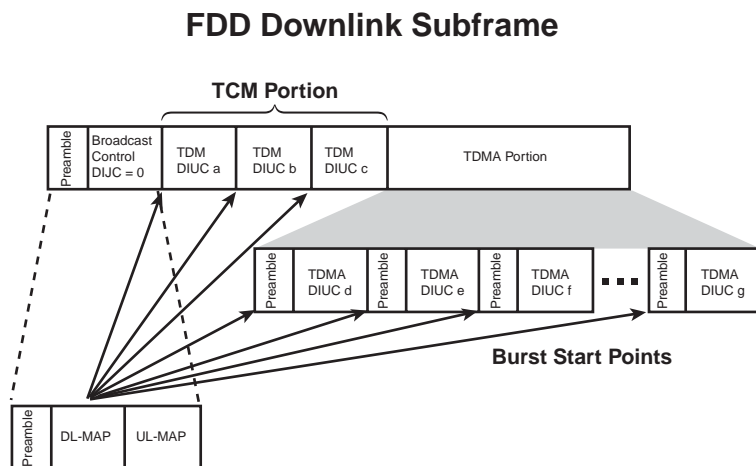 FDD Downlink Subframe
TCM Portion
Preamble
Broadcast
Control
DIJC = 0
TDM
DIUC a
TDM
DIUC b
TDM
DIUC c
TDMA Portion
Preamble
TDMA
DIUC d
Preamble
TDMA
DIUC e
Preamble
TDMA
DIUC f
Preamble
TDMA
DIUC g
Burst Start Points
Preamble
DL-MAP
UL-MAP